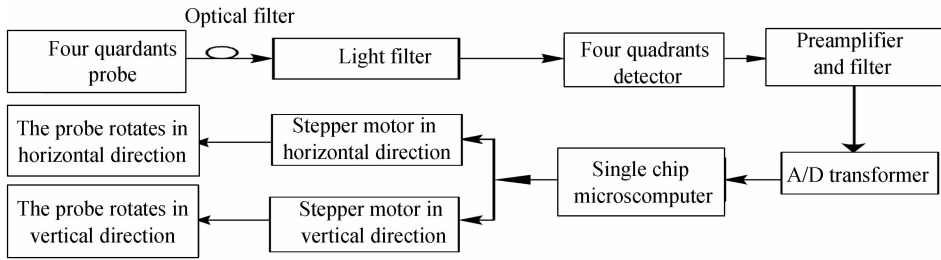 Optical filter
Four quardants
probe
Light filter
Four quadrants
detector
Preamplifier
and filter
A/D transformer
Single chip
microscomputer
Stepper motor in
horizontal direction
The probe rotates in
horizontal direction
Stepper motor in
vertical direction
The probe rotates in
vertical direction